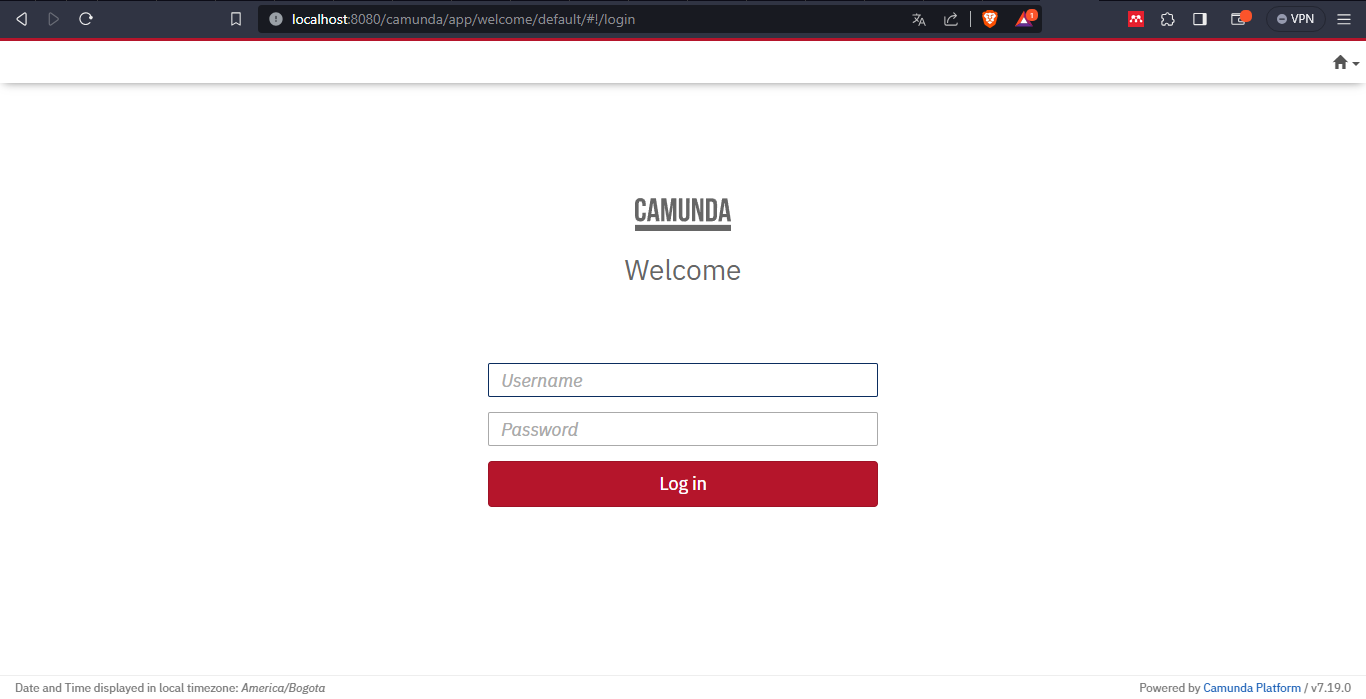 localhost:8080/camunda/app/welcome/default/#!/login
1
VPN
CAMUNDA
Welcome
Username
Password
Log in
Date and Time displayed in local timezone: America/Bogota
Powered by Camunda Platform / v7.19.0